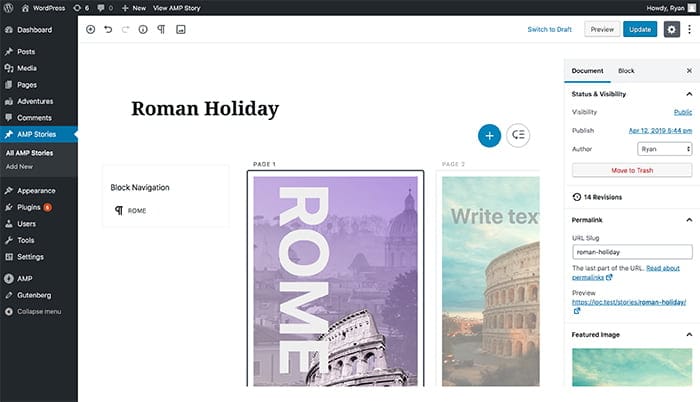 WordPress
6
0
New
View AMP Story
Howdy, Ryan
Dashboard
Posts
Media
Pages
Adventures
Comments
AMP Stories
All AMP Stories
Add New
Appearance
Plugins 6
Users
Tools
Settings
AMP
Gutenberg
Collapse menu
Switch to Draft
Preview
Update
Roman Holiday
Block Navigation
ROME
PAGE 1
ROME
PAGE 2
Write text
Document
Block
Status & Visibility
Visibility
Public
Publish
Apr 12, 2019 5:44 pm
Author
Ryan
Move to Trash
14 Revisions
Permalink
URL Slug
roman-holiday
The last part of the URL. Read about
permalinks
Preview
https://loc.test/stories/roman-holiday/
Featured Image